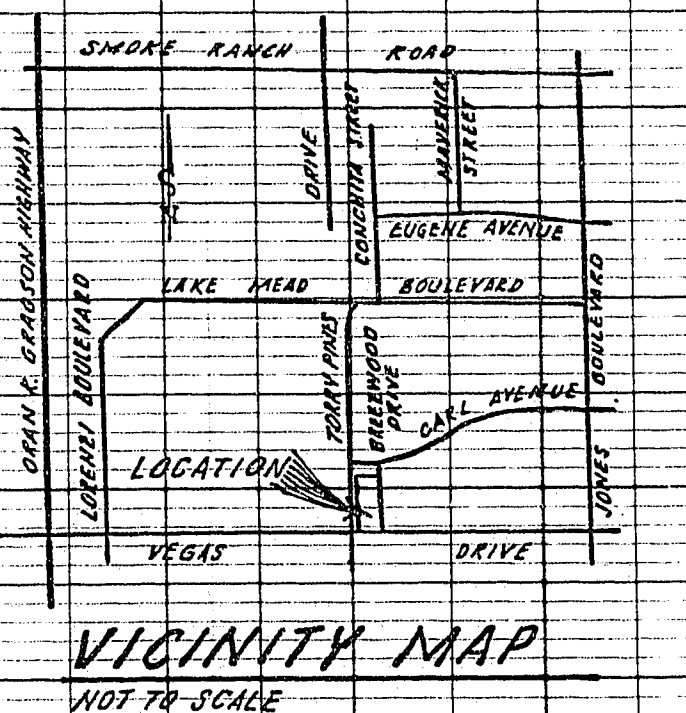 SMOKE RANCH ROAD
ORAN K. GRAGSON HIGHWAY
DRIVE
CONCHITA STREET
MAVERICK
STREET
N
EUGENE AVENUE
LAKE MEAD BOULEVARD
LORENZI BOULEVARD
TORRY PINES
BREEZWOOD
DRIVE
CARL AVENUE
JONES BOULEVARD
LOCATION
VEGAS DRIVE
VICINITY MAP
NOT TO SCALE